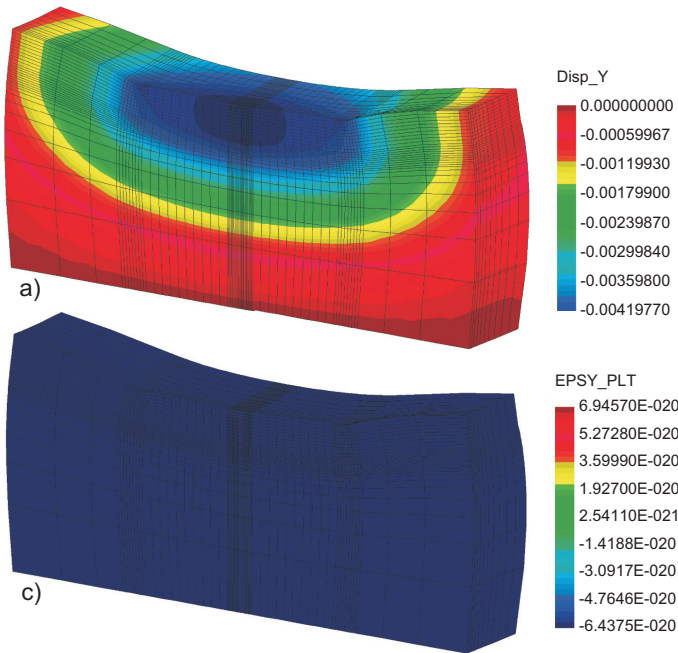 Disp_Y
0.000000000
-0.00059967
-0.00119930
-0.00179900
-0.00239870
-0.00299840
-0.00359800
-0.00419770
a)
EPSY_PLT
6.94570E-020
5.27280E-020
3.59990E-020
1.92700E-020
2.54110E-021
-1.4188E-020
-3.0917E-020
-4.7646E-020
-6.4375E-020
c)